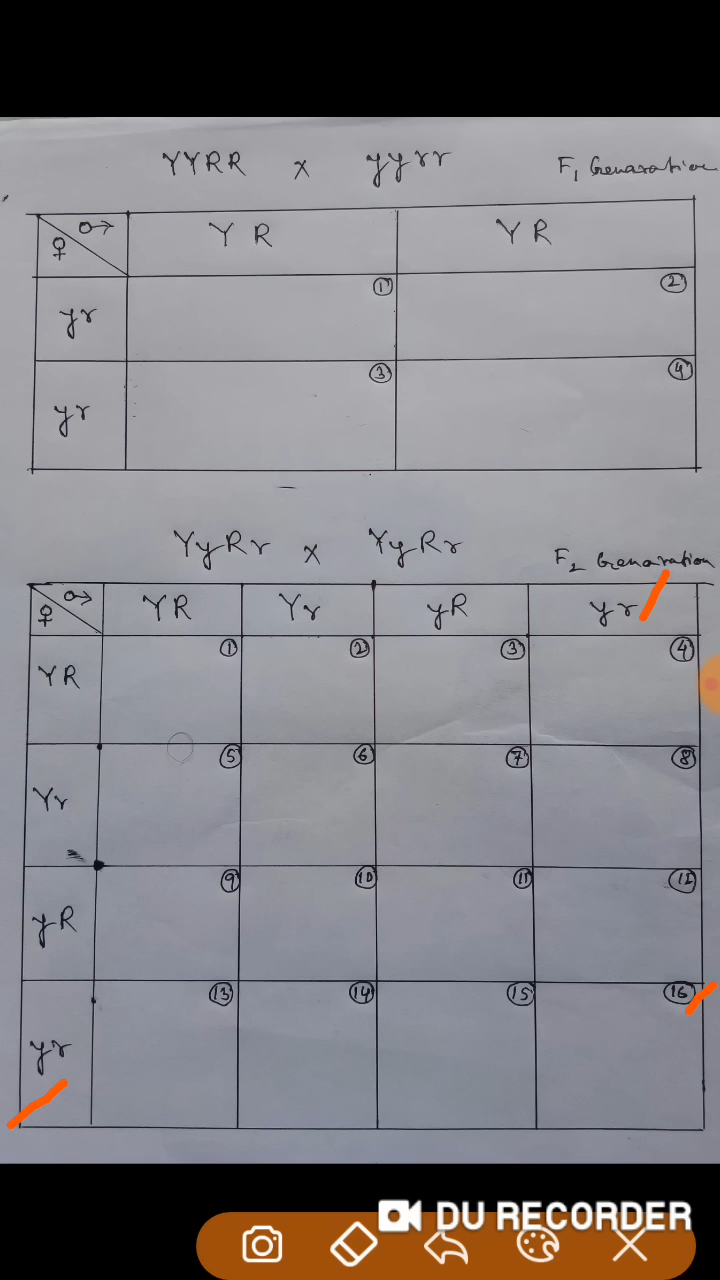 YYRR x yyrr F1 Genaration
♀ ♂ YR YR
yr 1 2
yr 3 4
YyRr x YyRr F2 Genaration
♀ ♂ YR Yr yR yr
YR 1 2 3 4
Yr 5 6 7 8
yR 9 10 11 12
yr 13 14 15 16
DU RECORDER